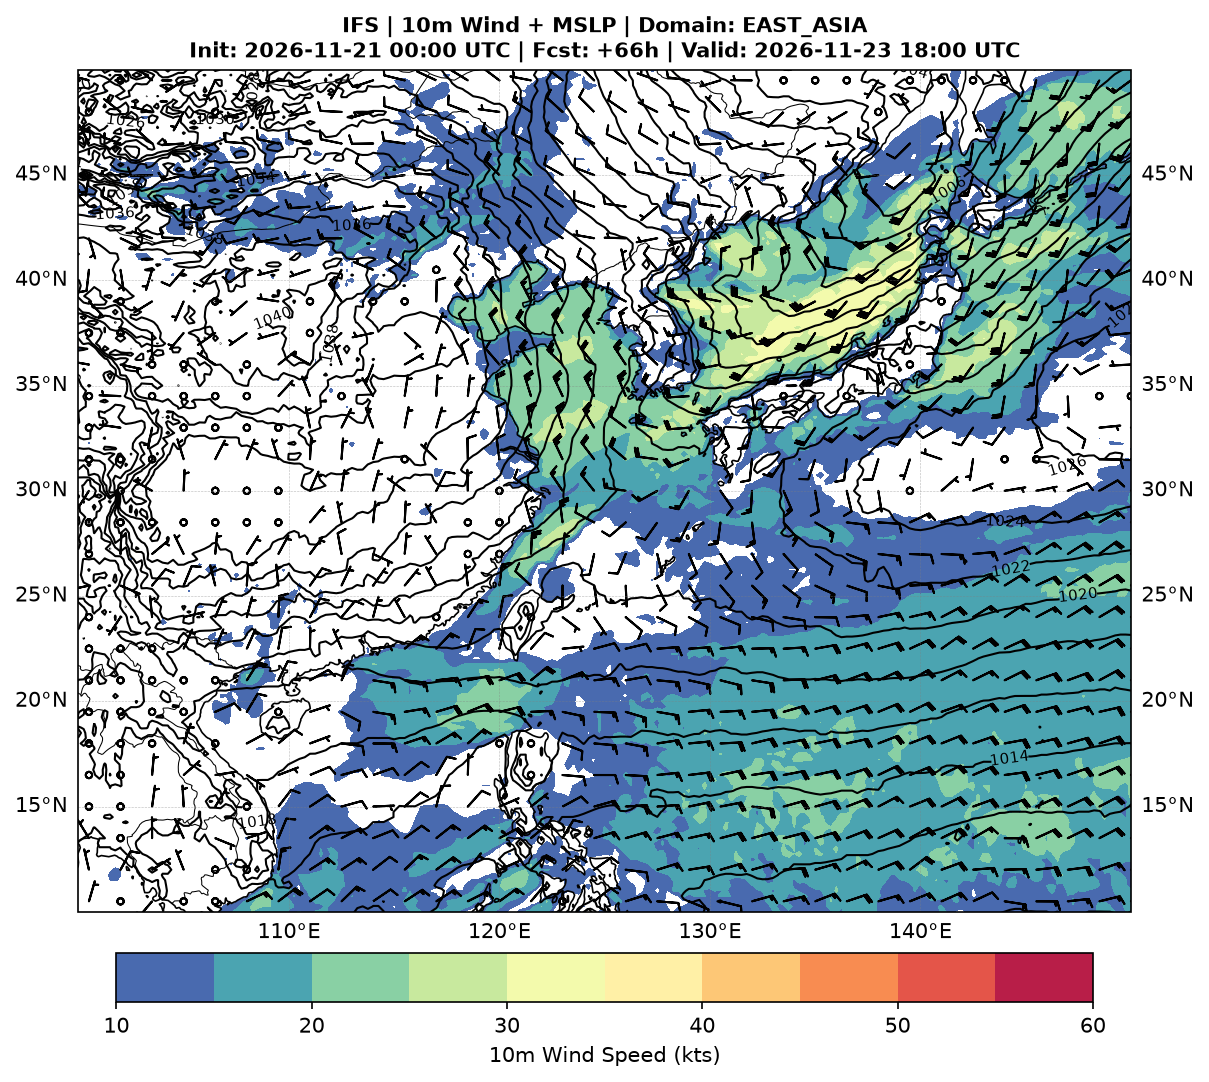 IFS | 10m Wind + MSLP | Domain: EAST_ASIA
Init: 2026-11-21 00:00 UTC | Fcst: +66h | Valid: 2026-11-23 18:00 UTC
45°N
40°N
35°N
30°N
25°N
20°N
15°N
45°N
40°N
35°N
30°N
25°N
20°N
15°N
1036
1036
1040
1038
1006
1026
1024
1022
1020
1014
1018
110°E
120°E
130°E
140°E
10
20
30
40
50
60
10m Wind Speed (kts)